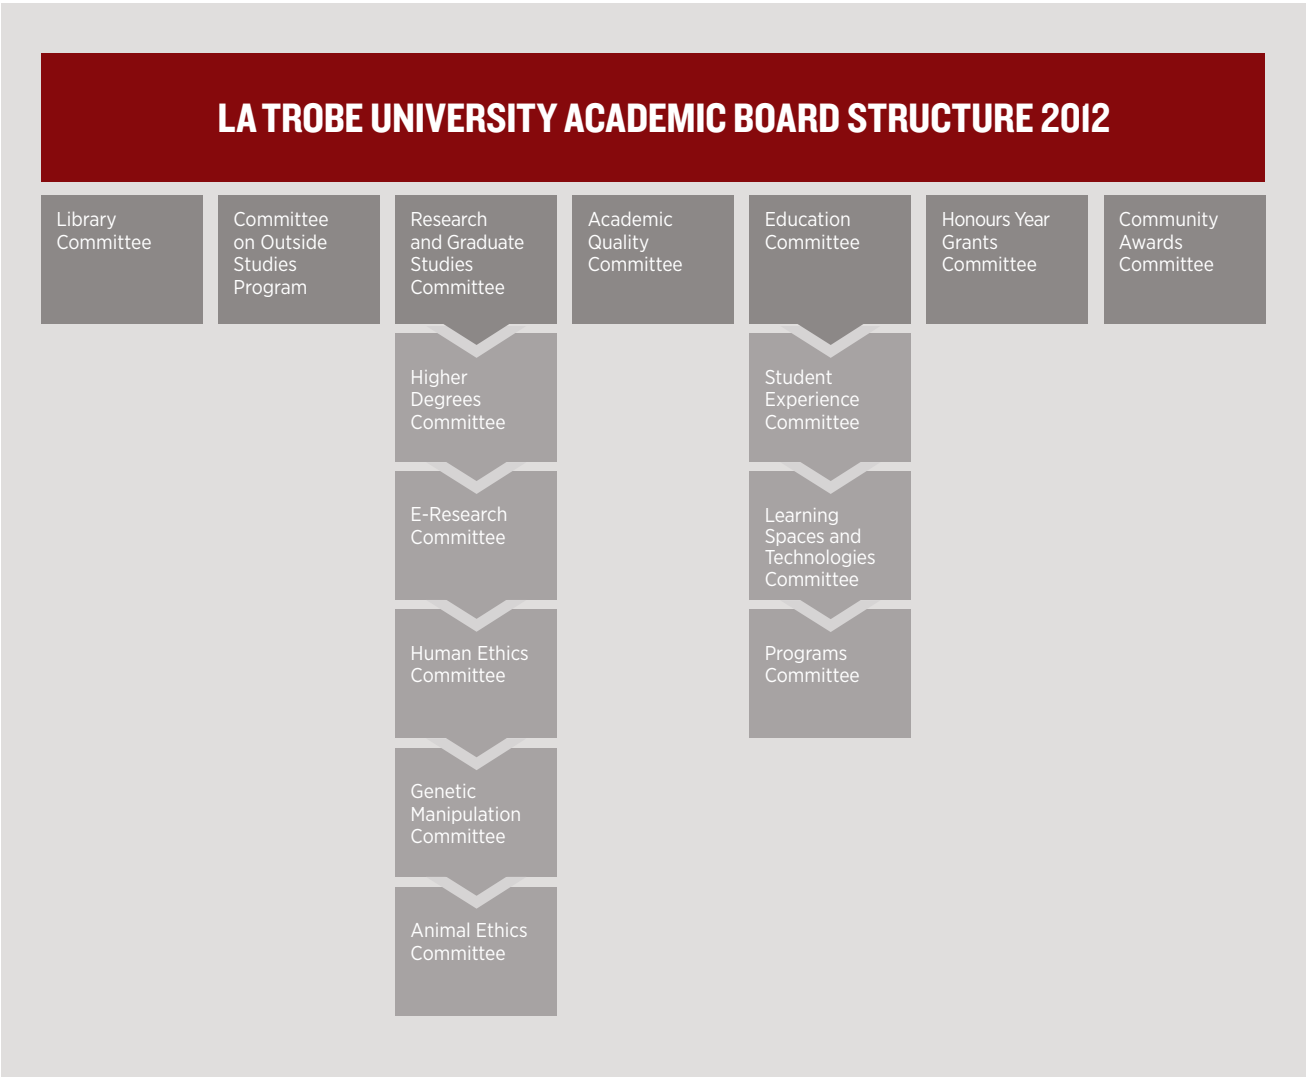 LA TROBE UNIVERSITY ACADEMIC BOARD STRUCTURE 2012
Library
Committee
Committee
on Outside
Studies
Program
Research
and Graduate
Studies
Committee
Academic
Quality
Committee
Education
Committee
Honours Year
Grants
Committee
Community
Awards
Committee
Higher
Degrees
Committee
Student
Experience
Committee
E-Research
Committee
Learning
Spaces and
Technologies
Committee
Human Ethics
Committee
Programs
Committee
Genetic
Manipulation
Committee
Animal Ethics
Committee